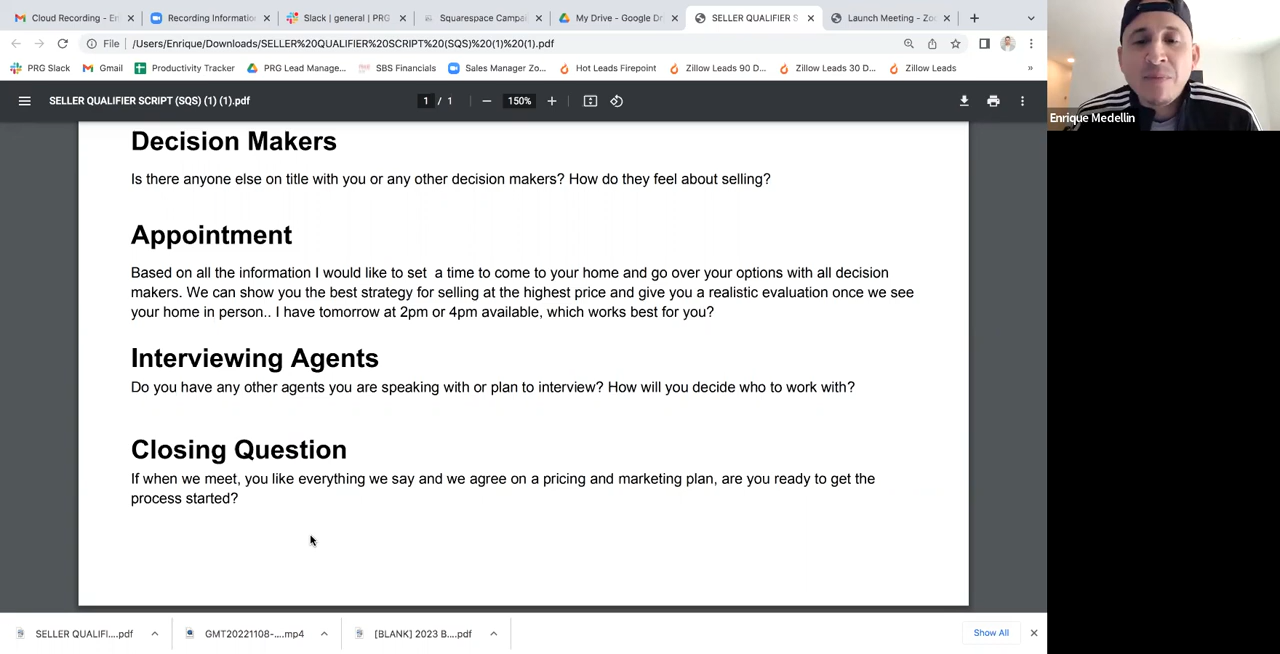 Cloud Recording - En
Recording Informatio
Slack | general | PRG
Squarespace Campai
My Drive - Google Dr
SELLER QUALIFIER S
Launch Meeting - Zoo
File
/Users/Enrique/Downloads/SELLER%20QUALIFIER%20SCRIPT%20(SQS)%20(1)%20(1).pdf
PRG Slack
Gmail
Productivity Tracker
PRG Lead Manage...
SBS Financials
Sales Manager Zo...
Hot Leads Firepoint
Zillow Leads 90 D...
Zillow Leads 30 D...
Zillow Leads
»
SELLER QUALIFIER SCRIPT (SQS) (1) (1).pdf
1 / 1
150%
Enrique Medellin
Decision Makers
Is there anyone else on title with you or any other decision makers? How do they feel about selling?
Appointment
Based on all the information I would like to set  a time to come to your home and go over your options with all decision
makers. We can show you the best strategy for selling at the highest price and give you a realistic evaluation once we see
your home in person.. I have tomorrow at 2pm or 4pm available, which works best for you?
Interviewing Agents
Do you have any other agents you are speaking with or plan to interview? How will you decide who to work with?
Closing Question
If when we meet, you like everything we say and we agree on a pricing and marketing plan, are you ready to get the
process started?
SELLER QUALIFI....pdf
GMT20221108-....mp4
[BLANK] 2023 B....pdf
Show All